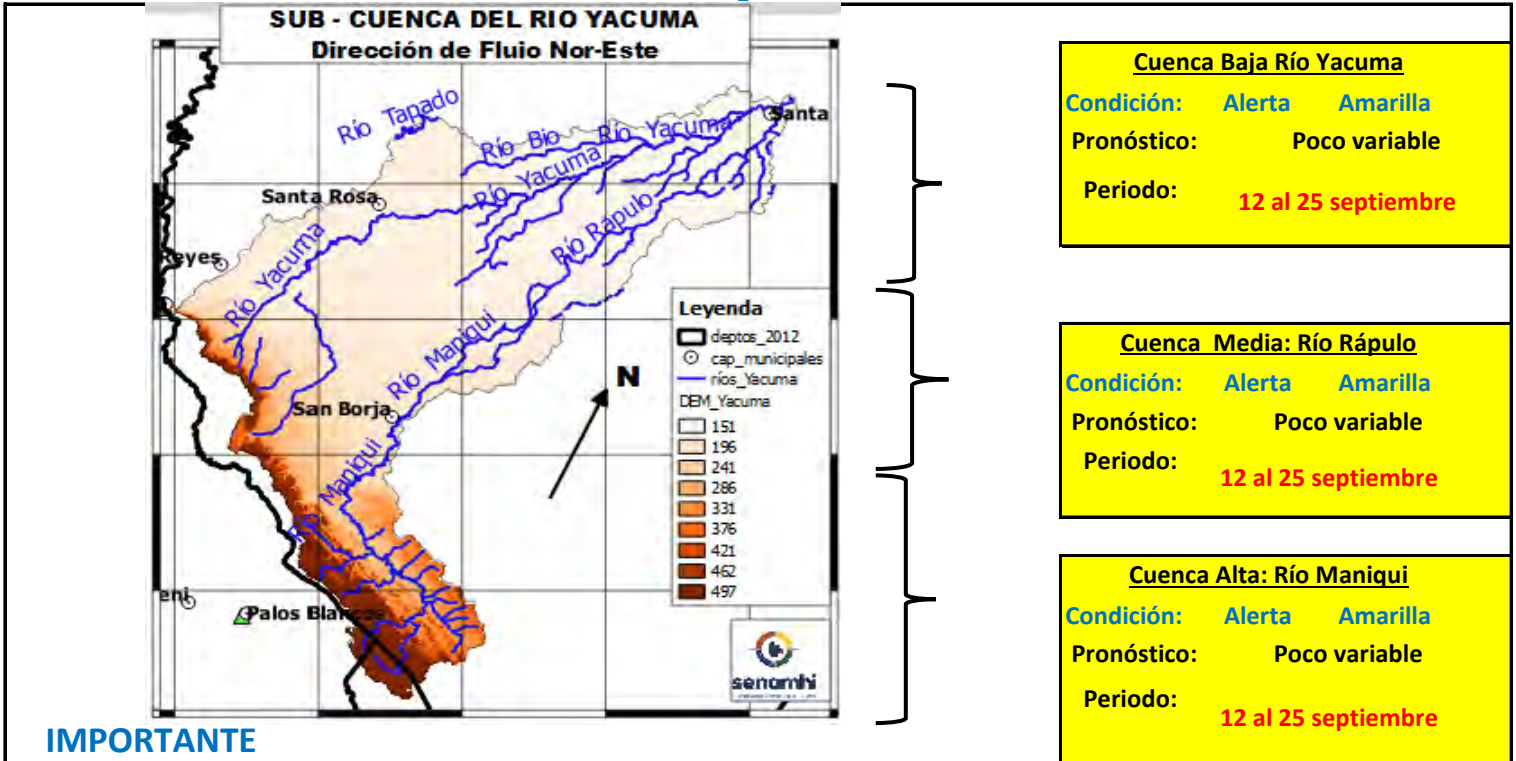 SUB - CUENCA DEL RIO YACUMA
Dirección de Flujo Nor-Este
Río Tapado
Río Bio
Río Yacuma
Santa
Río Yacuma
Santa Rosa
Río Rápulo
Reyes
Río Yacuma
Río Maniqui
San Borja
Río Maniqui
eni
Palos Blancos
N
Leyenda
deptos_2012
cap_municipales
ríos_Yacuma
DEM_Yacuma
151
196
241
286
331
376
421
462
497
senamhi
Cuenca Baja Río Yacuma
Condición: Alerta Amarilla
Pronóstico: Poco variable
Periodo: 12 al 25 septiembre
Cuenca Media: Río Rápulo
Condición: Alerta Amarilla
Pronóstico: Poco variable
Periodo: 12 al 25 septiembre
Cuenca Alta: Río Maniqui
Condición: Alerta Amarilla
Pronóstico: Poco variable
Periodo: 12 al 25 septiembre
IMPORTANTE